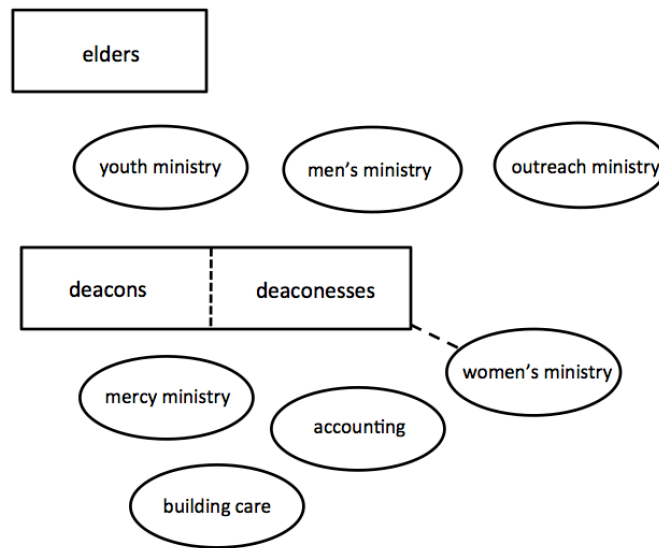 elders
youth ministry
men's ministry
outreach ministry
deacons
deaconesses
women's ministry
mercy ministry
accounting
building care